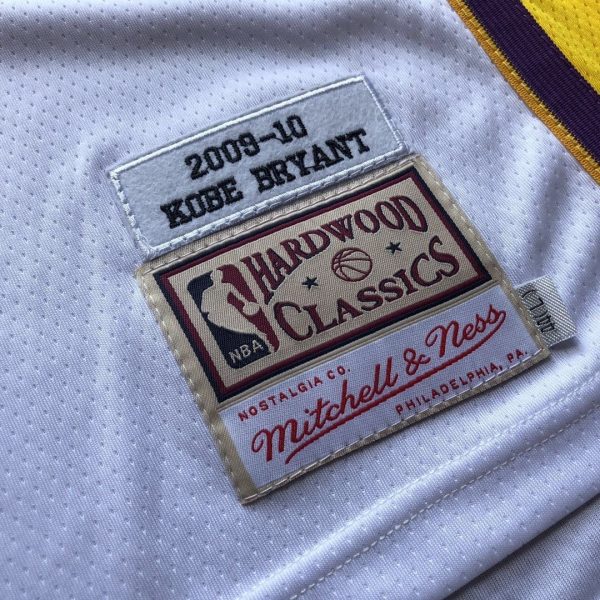 2009-10
KOBE BRYANT
HARDWOOD
CLASSICS
NBA
NOSTALGIA CO.
Mitchell & Ness
PHILADELPHIA, PA.